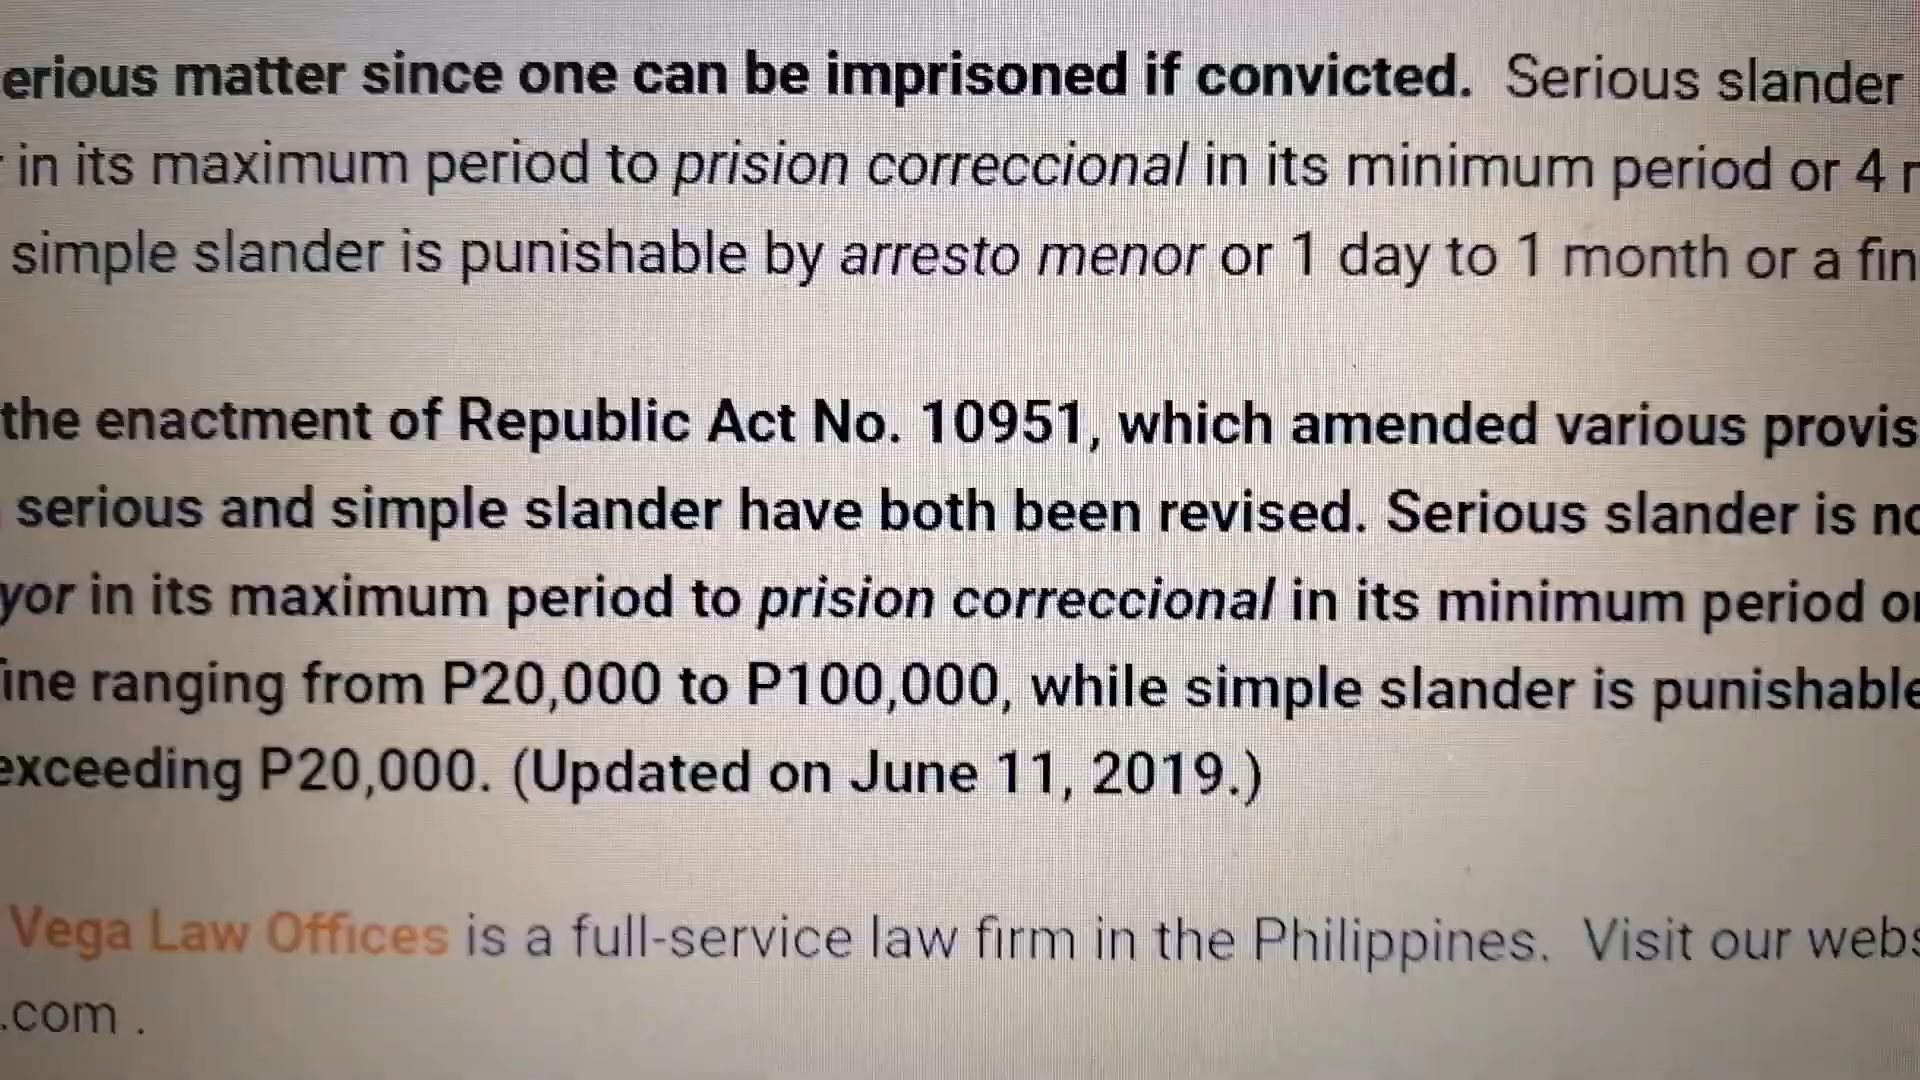 erious matter since one can be imprisoned if convicted. Serious slander
in its maximum period to prision correccional in its minimum period or 4
simple slander is punishable by arresto menor or 1 day to 1 month or a fin
the enactment of Republic Act No. 10951, which amended various provis
serious and simple slander have both been revised. Serious slander is no
yor in its maximum period to prision correccional in its minimum period or
ine ranging from P20,000 to P100,000, while simple slander is punishable
exceeding P20,000. (Updated on June 11, 2019.)
Vega Law Offices is a full-service law firm in the Philippines. Visit our webs
.com .